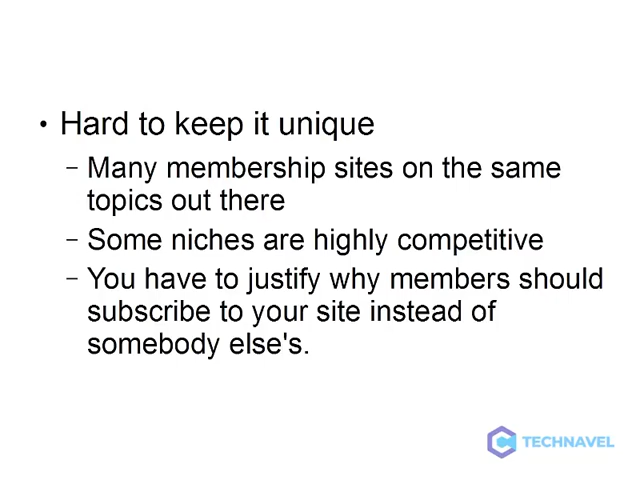 • Hard to keep it unique
– Many membership sites on the same
topics out there
– Some niches are highly competitive
– You have to justify why members should
subscribe to your site instead of
somebody else's.
TECHNAVEL